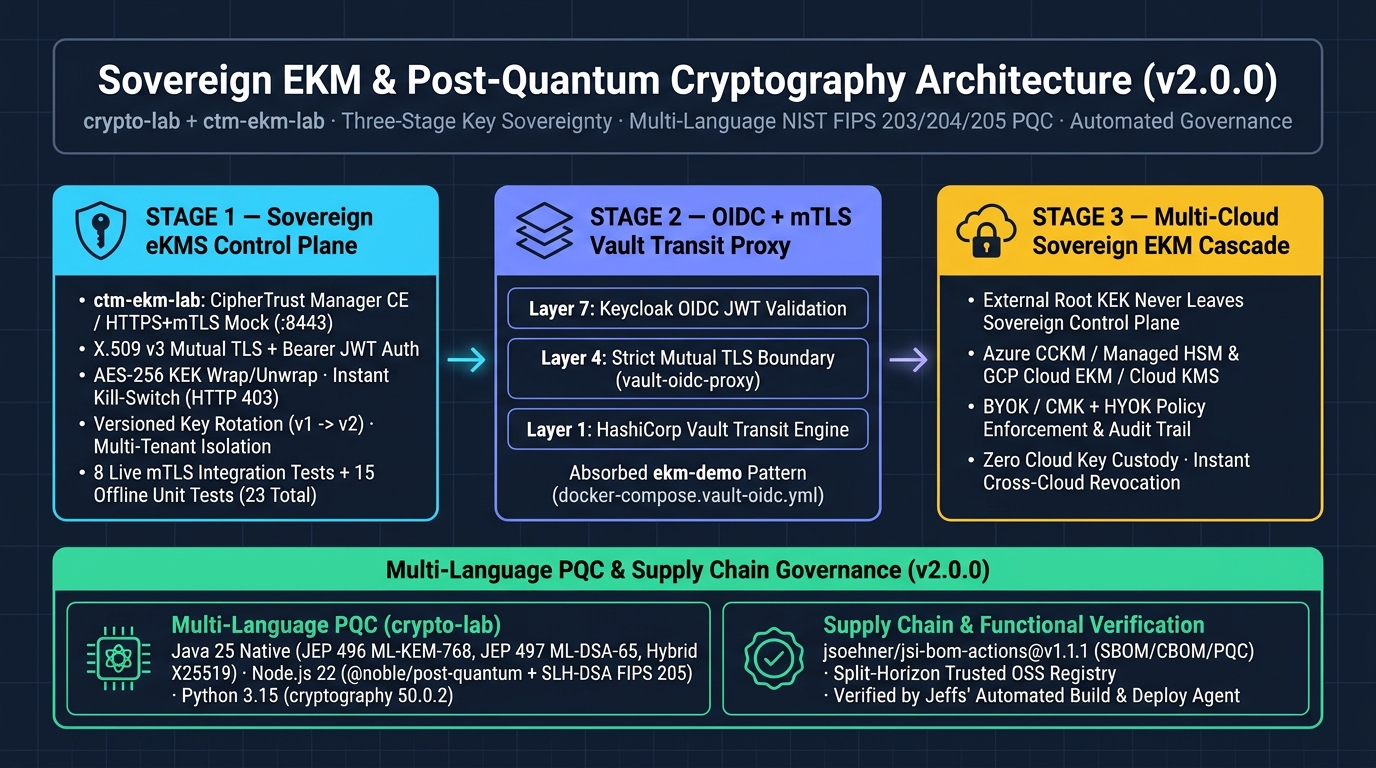 Sovereign EKM & Post-Quantum Cryptography Architecture (v2.0.0)
crypto-lab + ctm-ekm-lab · Three-Stage Key Sovereignty · Multi-Language NIST FIPS 203/204/205 PQC · Automated Governance
STAGE 1 — Sovereign
eKMS Control Plane
• ctm-ekm-lab: CipherTrust Manager CE
/ HTTPS+mTLS Mock (:8443)
• X.509 v3 Mutual TLS + Bearer JWT Auth
• AES-256 KEK Wrap/Unwrap · Instant
Kill-Switch (HTTP 403)
• Versioned Key Rotation (v1 -> v2) ·
Multi-Tenant Isolation
• 8 Live mTLS Integration Tests + 15
Offline Unit Tests (23 Total)
STAGE 2 — OIDC + mTLS
Vault Transit Proxy
Layer 7: Keycloak OIDC JWT Validation
Layer 4: Strict Mutual TLS Boundary
(vault-oidc-proxy)
Layer 1: HashiCorp Vault Transit Engine
Absorbed ekm-demo Pattern
(docker-compose.vault-oidc.yml)
STAGE 3 — Multi-Cloud
Sovereign EKM Cascade
• External Root KEK Never Leaves
Sovereign Control Plane
• Azure CCKM / Managed HSM &
GCP Cloud EKM / Cloud KMS
• BYOK / CMK + HYOK Policy
Enforcement & Audit Trail
• Zero Cloud Key Custody · Instant
Cross-Cloud Revocation
Multi-Language PQC & Supply Chain Governance (v2.0.0)
Multi-Language PQC (crypto-lab)
Java 25 Native (JEP 496 ML-KEM-768, JEP 497 ML-DSA-65, Hybrid
X25519) · Node.js 22 (@noble/post-quantum + SLH-DSA FIPS 205)
· Python 3.15 (cryptography 50.0.2)
Supply Chain & Functional Verification
jsoehner/jsi-bom-actions@v1.1.1 (SBOM/CBOM/PQC)
· Split-Horizon Trusted OSS Registry
· Verified by Jeffs' Automated Build & Deploy Agent